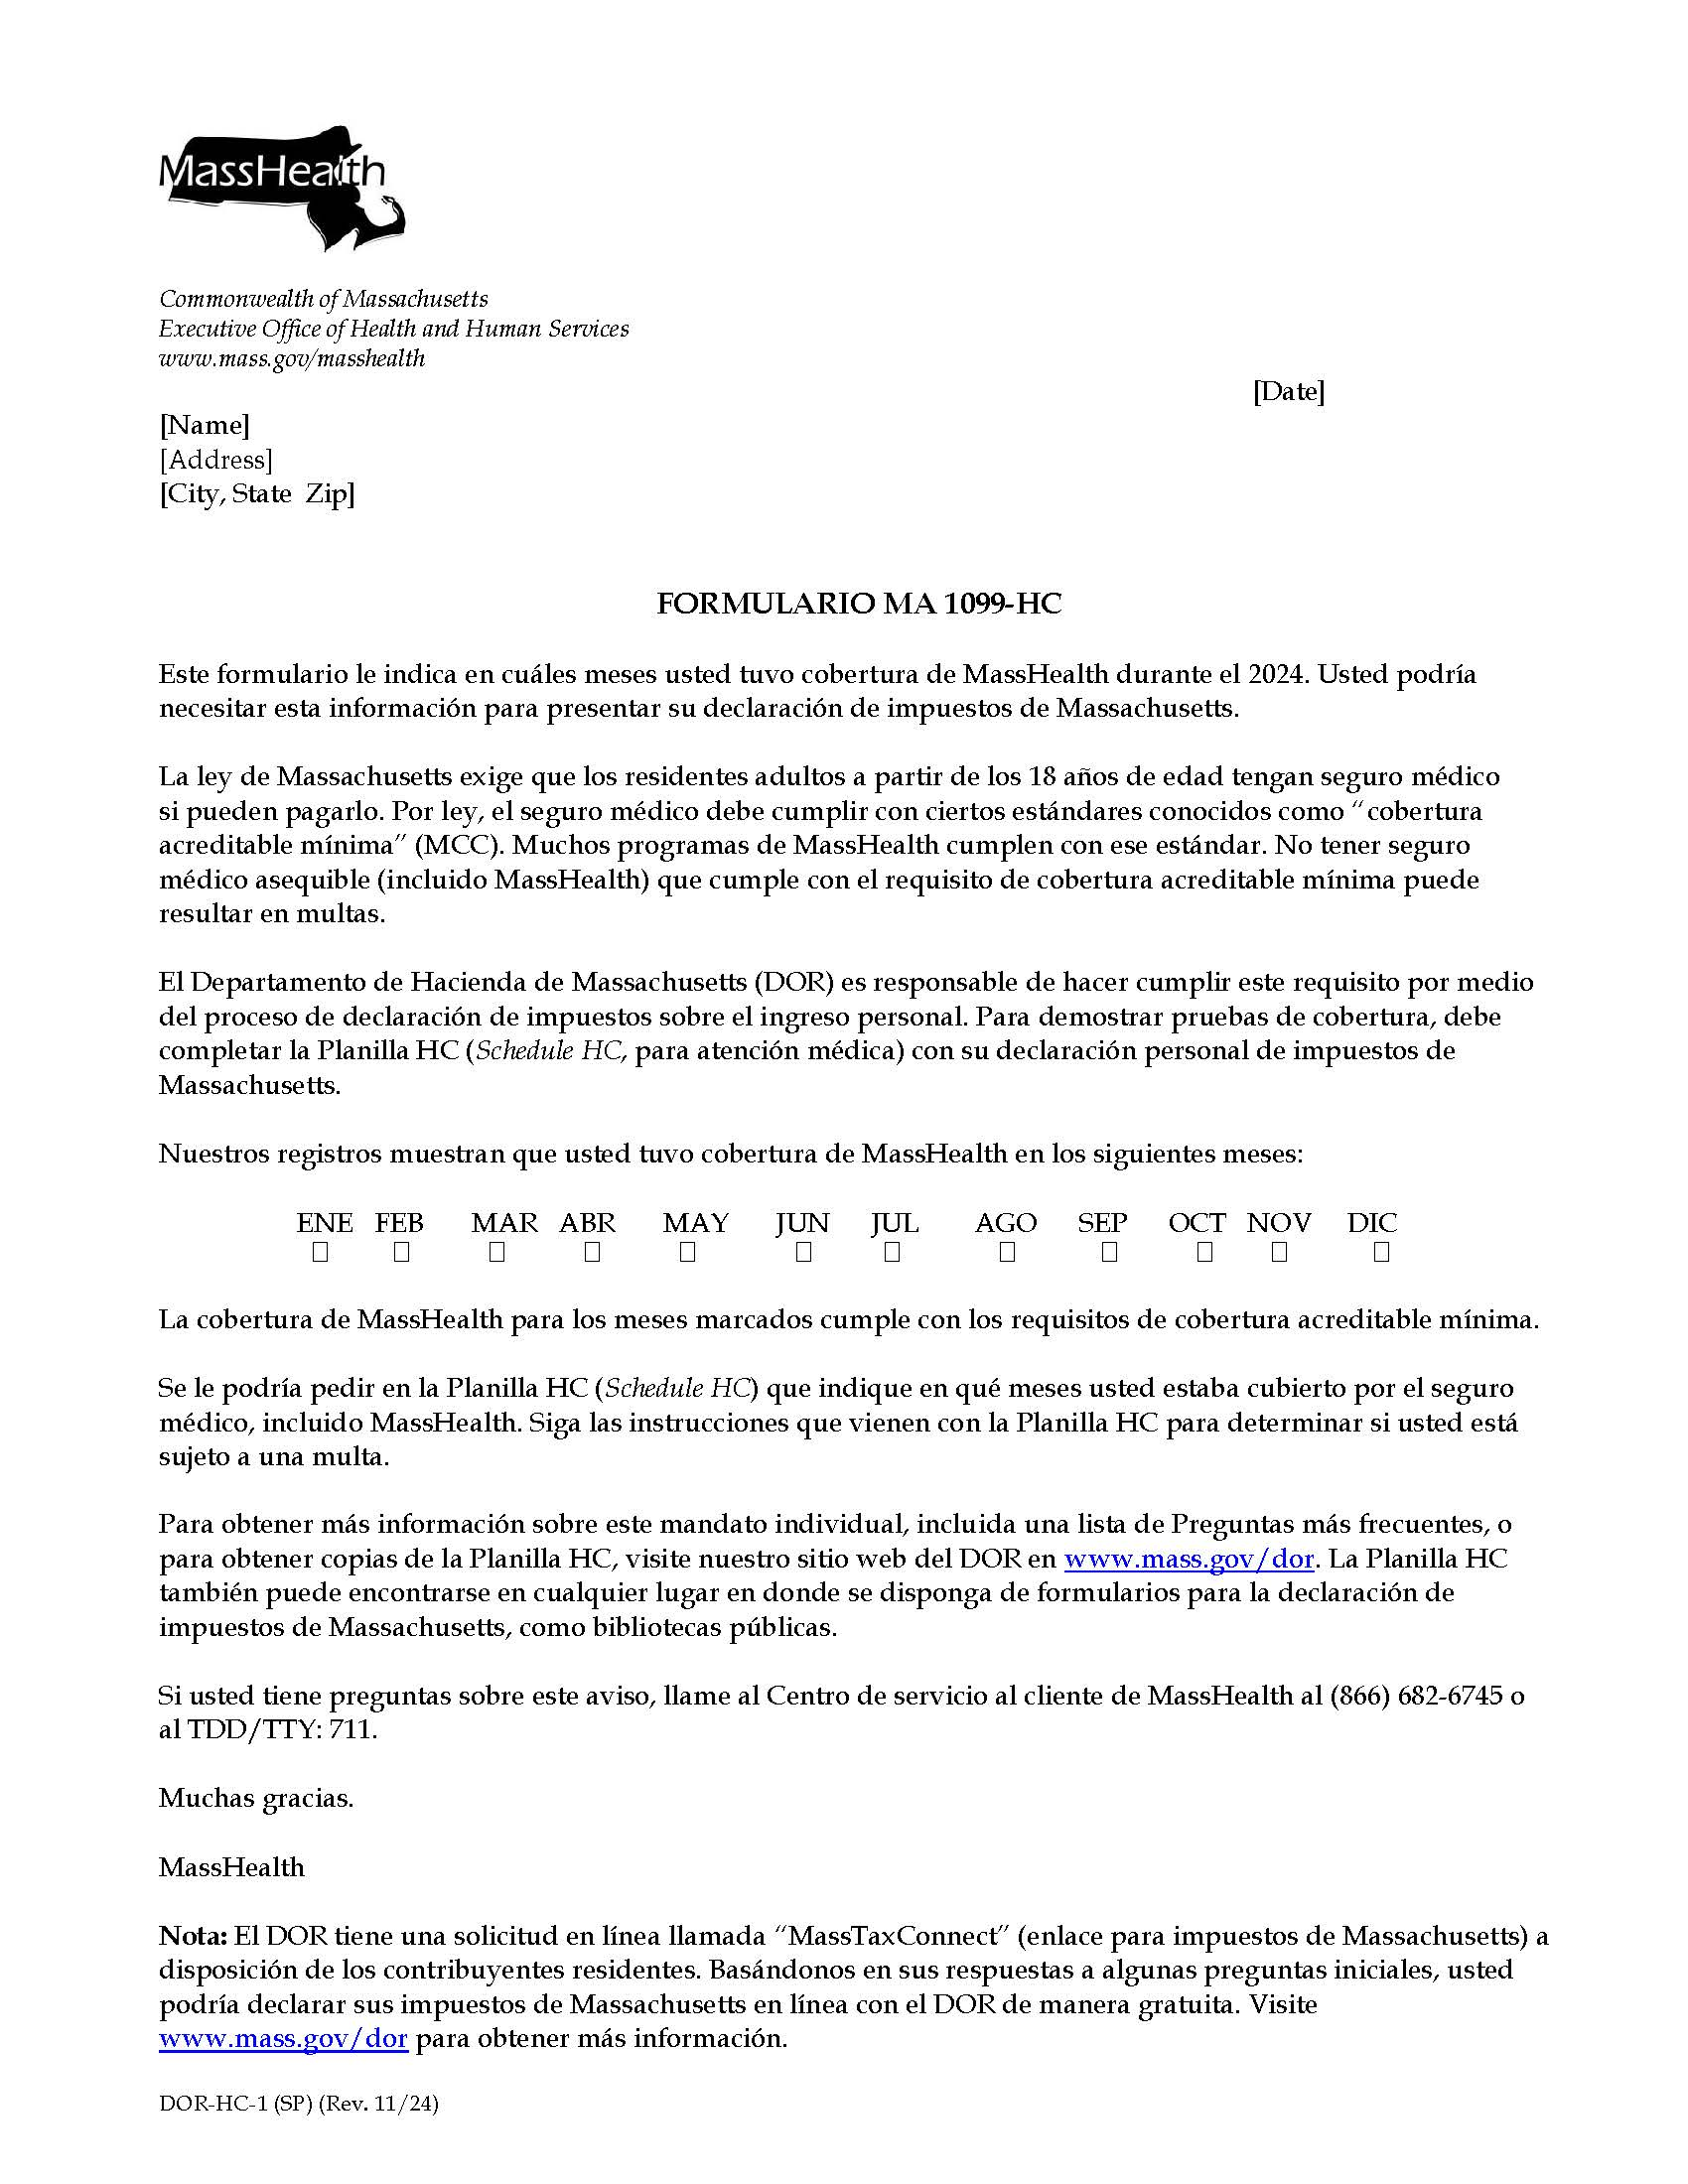 MassHealth
Commonwealth of Massachusetts
Executive Office of Health and Human Services
www.mass.gov/masshealth
[Date]
[Name]
[Address]
[City, State  Zip]
FORMULARIO MA 1099-HC
Este formulario le indica en cuáles meses usted tuvo cobertura de MassHealth durante el 2024. Usted podría
necesitar esta información para presentar su declaración de impuestos de Massachusetts.
La ley de Massachusetts exige que los residentes adultos a partir de los 18 años de edad tengan seguro médico
si pueden pagarlo. Por ley, el seguro médico debe cumplir con ciertos estándares conocidos como “cobertura
acreditable mínima” (MCC). Muchos programas de MassHealth cumplen con ese estándar. No tener seguro
médico asequible (incluido MassHealth) que cumple con el requisito de cobertura acreditable mínima puede
resultar en multas.
El Departamento de Hacienda de Massachusetts (DOR) es responsable de hacer cumplir este requisito por medio
del proceso de declaración de impuestos sobre el ingreso personal. Para demostrar pruebas de cobertura, debe
completar la Planilla HC (Schedule HC, para atención médica) con su declaración personal de impuestos de
Massachusetts.
Nuestros registros muestran que usted tuvo cobertura de MassHealth en los siguientes meses:
ENE FEB MAR ABR MAY JUN JUL AGO SEP OCT NOV DIC
☐ ☐ ☐ ☐ ☐ ☐ ☐ ☐ ☐ ☐ ☐ ☐
La cobertura de MassHealth para los meses marcados cumple con los requisitos de cobertura acreditable mínima.
Se le podría pedir en la Planilla HC (Schedule HC) que indique en qué meses usted estaba cubierto por el seguro
médico, incluido MassHealth. Siga las instrucciones que vienen con la Planilla HC para determinar si usted está
sujeto a una multa.
Para obtener más información sobre este mandato individual, incluida una lista de Preguntas más frecuentes, o
para obtener copias de la Planilla HC, visite nuestro sitio web del DOR en www.mass.gov/dor. La Planilla HC
también puede encontrarse en cualquier lugar en donde se disponga de formularios para la declaración de
impuestos de Massachusetts, como bibliotecas públicas.
Si usted tiene preguntas sobre este aviso, llame al Centro de servicio al cliente de MassHealth al (866) 682-6745 o
al TDD/TTY: 711.
Muchas gracias.
MassHealth
Nota: El DOR tiene una solicitud en línea llamada “MassTaxConnect” (enlace para impuestos de Massachusetts) a
disposición de los contribuyentes residentes. Basándonos en sus respuestas a algunas preguntas iniciales, usted
podría declarar sus impuestos de Massachusetts en línea con el DOR de manera gratuita. Visite
www.mass.gov/dor para obtener más información.
DOR-HC-1 (SP) (Rev. 11/24)